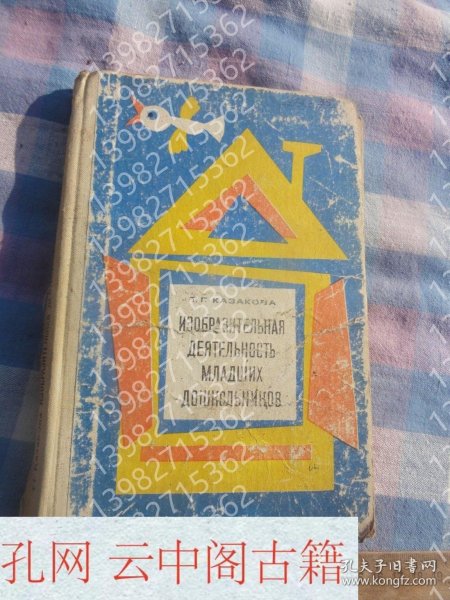 Т. Г. КАЗАКОВА
ИЗОБРАЗИТЕЛЬНАЯ
ДЕЯТЕЛЬНОСТЬ
МЛАДШИХ
ДОШКОЛЬНИКОВ
13982715362
孔网 云中阁古籍
孔夫子旧书网
www.kongfz.com